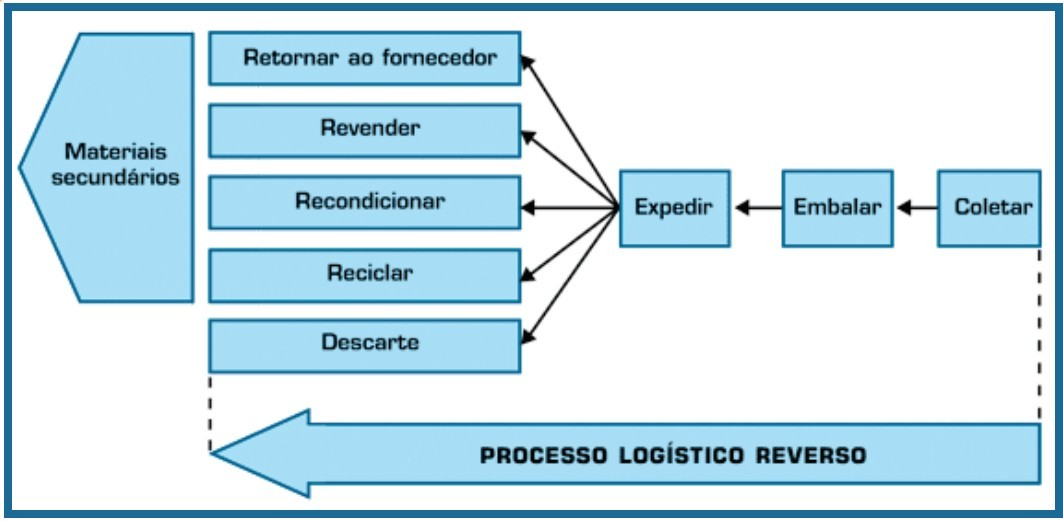 Retornar ao fornecedor
Revender
Materiais
secundários
Recondicionar
Expedir
Embalar
Coletar
Reciclar
Descarte
PROCESSO LOGÍSTICO REVERSO